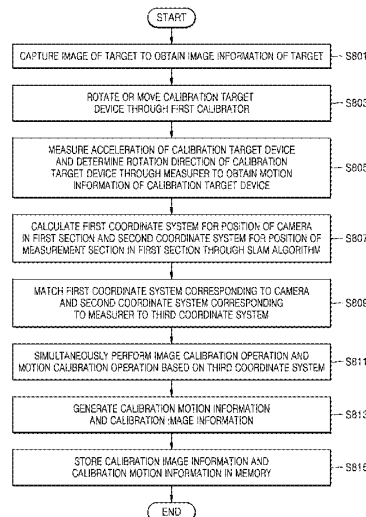 START
CAPTURE IMAGE OF TARGET TO OBTAIN IMAGE INFORMATION OF TARGET
S801
ROTATE OR MOVE CALIBRATION TARGET
DEVICE THROUGH FIRST CALIBRATOR
S803
MEASURE ACCELERATION OF CALIBRATION TARGET DEVICE
AND DETERMINE ROTATION DIRECTION OF CALIBRATION
TARGET DEVICE THROUGH MEASURER TO OBTAIN MOTION
INFORMATION OF CALIBRATION TARGET DEVICE
S805
CALCULATE FIRST COORDINATE SYSTEM FOR POSITION OF CAMERA
IN FIRST SECTION AND SECOND COORDINATE SYSTEM FOR POSITION OF
MEASUREMENT SECTION IN FIRST SECTION THROUGH SLAM ALGORITHM
S807
MATCH FIRST COORDINATE SYSTEM CORRESPONDING TO CAMERA
AND SECOND COORDINATE SYSTEM CORRESPONDING
TO MEASURER TO THIRD COORDINATE SYSTEM
S809
SIMULTANEOUSLY PERFORM IMAGE CALIBRATION OPERATION AND
MOTION CALIBRATION OPERATION BASED ON THIRD COORDINATE SYSTEM
S811
GENERATE CALIBRATION MOTION INFORMATION
AND CALIBRATION IMAGE INFORMATION
S813
STORE CALIBRATION IMAGE INFORMATION AND
CALIBRATION MOTION INFORMATION IN MEMORY
S815
END